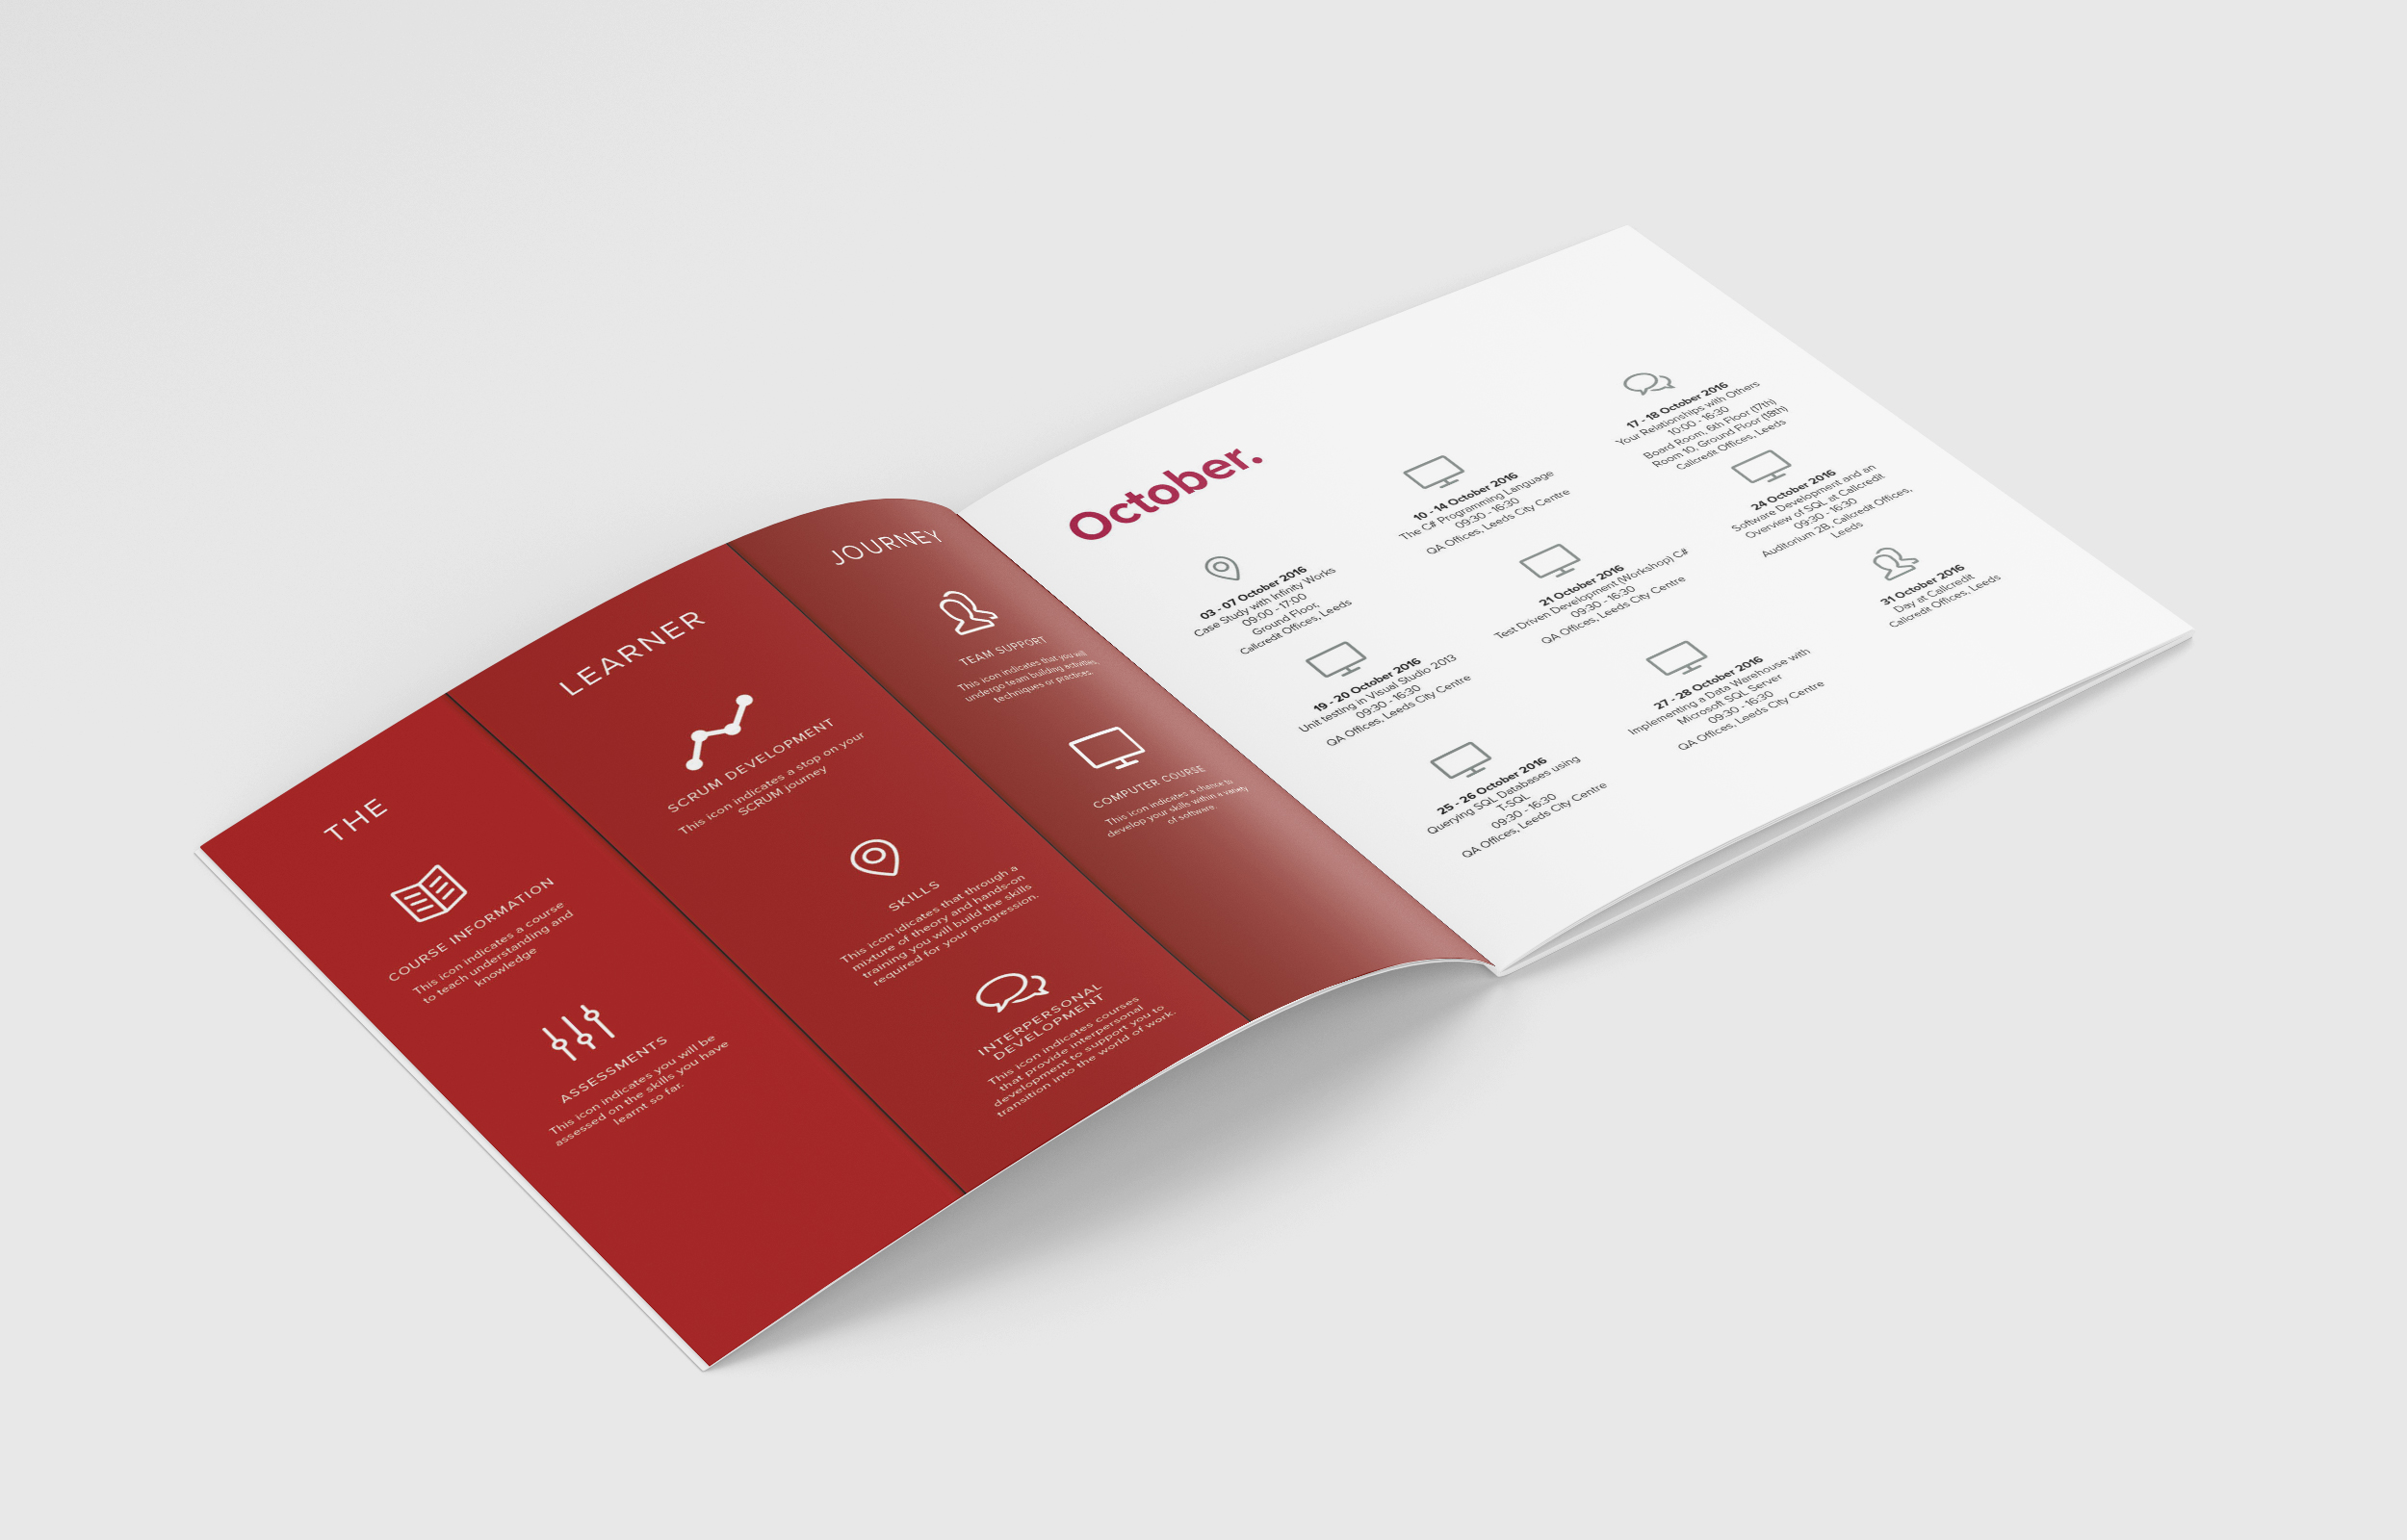 THE
COURSE INFORMATION
This icon indicates a course
to teach understanding and
knowledge
ASSESSMENTS
This icon indicates you will be
assessed on the skills you have
learnt so far.
LEARNER
SCRUM DEVELOPMENT
This icon indicates a stop on your
SCRUM journey
SKILLS
This icon idicates that through a
mixture of theory and hands-on
training you will build the skills
required for your progression.
INTERPERSONAL
DEVELOPMENT
This icon indicates courses
that provide interpersonal
development to support you to
transition into the world of work.
JOURNEY
TEAM SUPPORT
This icon indicates that you will
undergo team building activities,
techniques or practices.
COMPUTER COURSE
This icon indicates a chance to
develop your skills within a variety
of software.
October.
03 - 07 October 2016
Case Study with Infinity Works
09:00 - 17:00
Ground Floor,
Callcredit Offices, Leeds
10 - 14 October 2016
The C# Programming Language
09:30 - 16:30
QA Offices, Leeds City Centre
17 - 18 October 2016
Your Relationships with Others
10:00 - 16:30
Board Room, 6th Floor (17th)
Room 10, Ground Floor (18th)
Callcredit Offices, Leeds
19 - 20 October 2016
Unit testing in Visual Studio 2013
09:30 - 16:30
QA Offices, Leeds City Centre
21 October 2016
Test Driven Development (Workshop) C#
09:30 - 16:30
QA Offices, Leeds City Centre
24 October 2016
Software Development and an
Overview of SQL at Callcredit
09:30 - 16:30
Auditorium 2B, Callcredit Offices,
Leeds
25 - 26 October 2016
Querying SQL Databases using
T-SQL
09:30 - 16:30
QA Offices, Leeds City Centre
27 - 28 October 2016
Implementing a Data Warehouse with
Microsoft SQL Server
09:30 - 16:30
QA Offices, Leeds City Centre
31 October 2016
Day at Callcredit
Callcredit Offices, Leeds